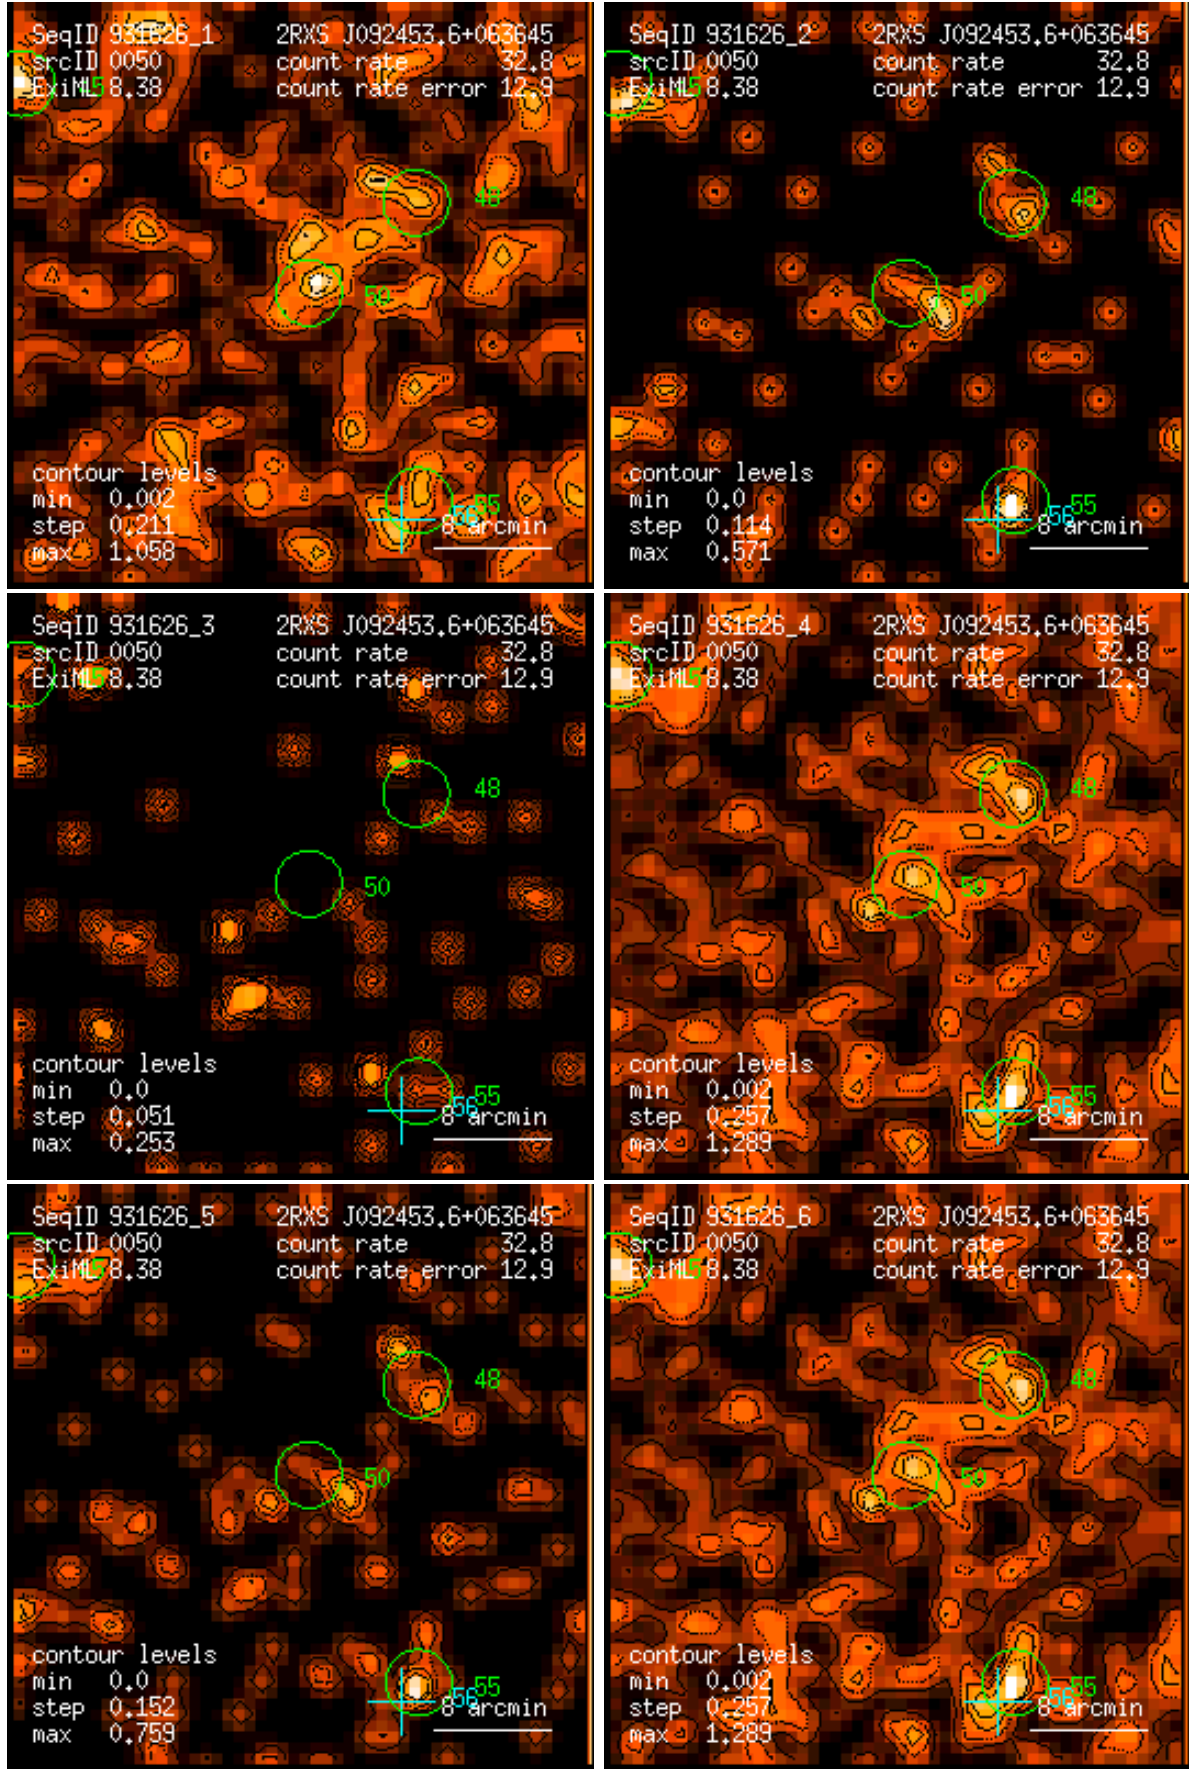 SeqID 931626_1 2RXS J092453.6+063645
srcID 0050 count rate 32.8
ExiML 8.38 count rate error 12.9
48
50
contour levels
min 0.002
step 0.211
max 1.058
55
56
8 arcmin
SeqID 931626_2 2RXS J092453.6+063645
srcID 0050 count rate 32.8
ExiML 8.38 count rate error 12.9
48
50
contour levels
min 0.0
step 0.114
max 0.571
55
56
8 arcmin
SeqID 931626_3 2RXS J092453.6+063645
srcID 0050 count rate 32.8
ExiML 8.38 count rate error 12.9
48
50
contour levels
min 0.0
step 0.051
max 0.253
55
56
8 arcmin
SeqID 931626_4 2RXS J092453.6+063645
srcID 0050 count rate 32.8
ExiML 8.38 count rate error 12.9
48
50
contour levels
min 0.002
step 0.257
max 1.289
55
56
8 arcmin
SeqID 931626_5 2RXS J092453.6+063645
srcID 0050 count rate 32.8
ExiML 8.38 count rate error 12.9
48
50
contour levels
min 0.0
step 0.152
max 0.759
55
56
8 arcmin
SeqID 931626_6 2RXS J092453.6+063645
srcID 0050 count rate 32.8
ExiML 8.38 count rate error 12.9
48
50
contour levels
min 0.002
step 0.257
max 1.289
55
56
8 arcmin